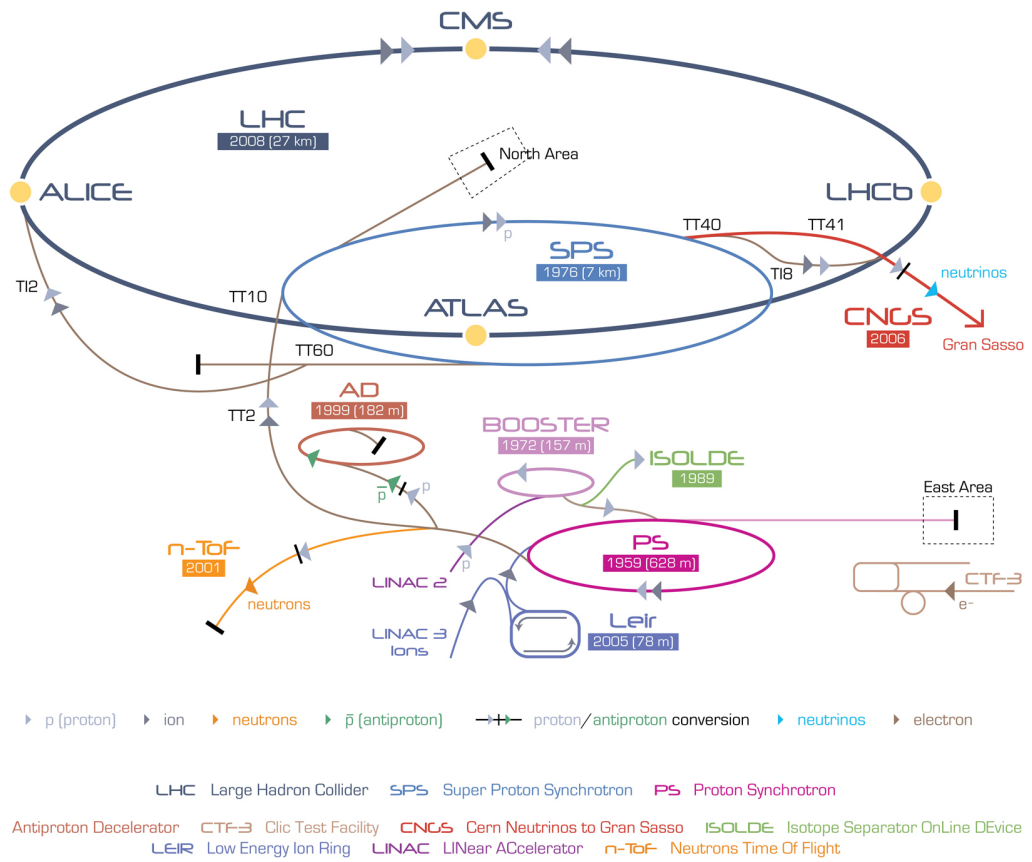 CMS
LHC
2008 (27 km)
North Area
ALICE
LHCb
TT40
TT41
p
SPS
1976 (7 km)
TI8
neutrinos
TI2
TT10
ATLAS
CNGS
2006
Gran Sasso
TT60
AD
1999 (182 m)
TT2
BOOSTER
1972 (157 m)
ISOLDE
1989
p̅
p
East Area
n-ToF
2001
PS
1959 (628 m)
p
LINAC 2
neutrons
CTF-3
e-
Leir
2005 (78 m)
LINAC 3
Ions
p (proton)
ion
neutrons
p̅ (antiproton)
proton/antiproton conversion
neutrinos
electron
LHC Large Hadron Collider SPS Super Proton Synchrotron PS Proton Synchrotron
Antiproton Decelerator CTF-3 Clic Test Facility CNGS Cern Neutrinos to Gran Sasso ISOLDE Isotope Separator OnLine DEvice
LEIR Low Energy Ion Ring LINAC LINear ACcelerator n-ToF Neutrons Time Of Flight